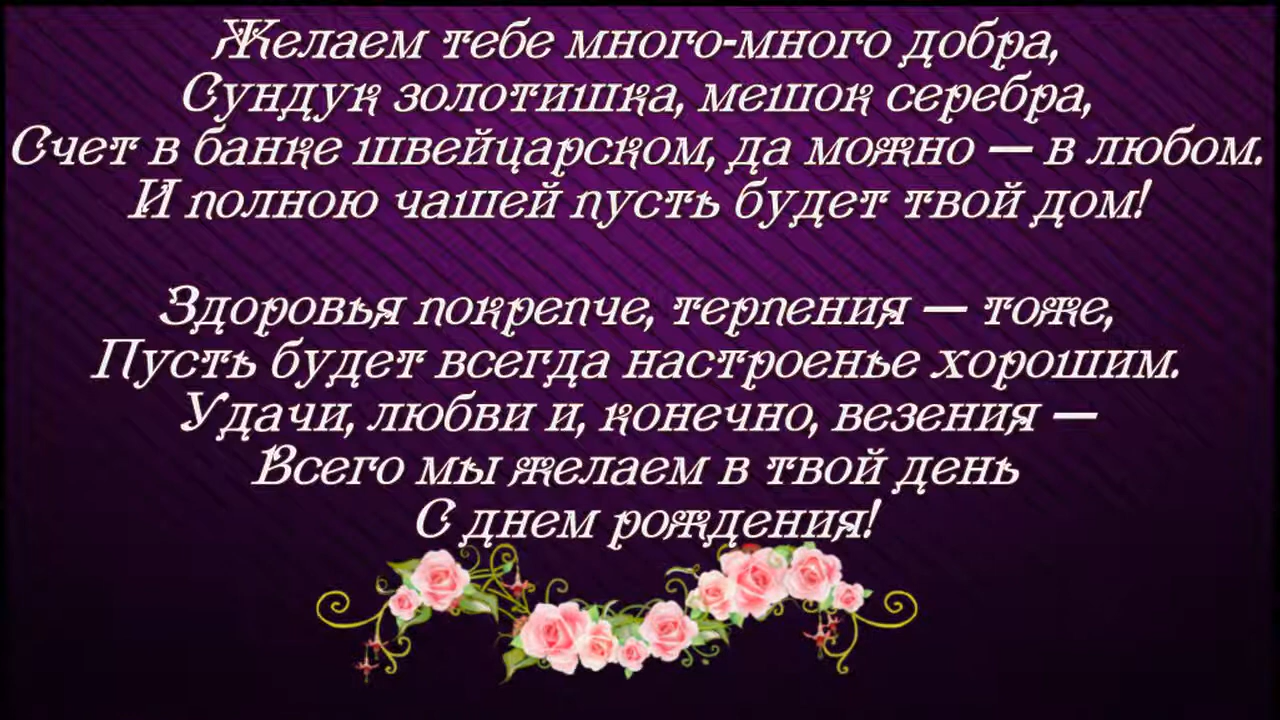 Желаем тебе много-много добра,
Сундук золотишка, мешок серебра,
Счет в банке швейцарском, да можно — в любом.
И полною чашей пусть будет твой дом!
Здоровья покрепче, терпения — тоже,
Пусть будет всегда настроенье хорошим.
Удачи, любви и, конечно, везения —
Всего мы желаем в твой день
С днем рождения!